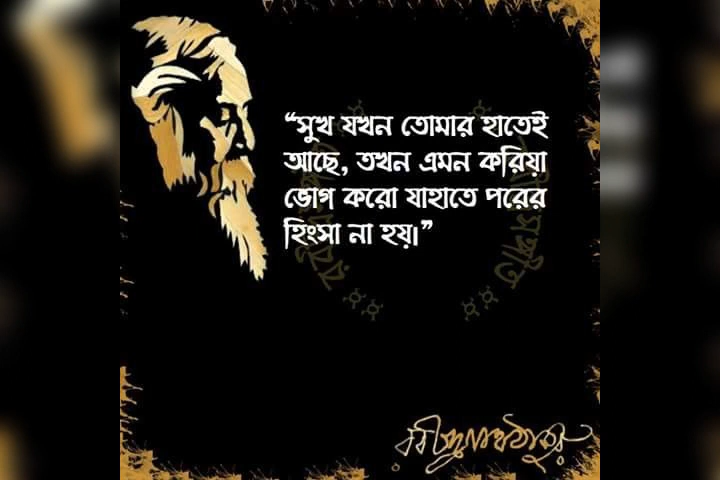 “সুখ যখন তোমার হাতেই
আছে, তখন এমন করিয়া
ভোগ করো যাহাতে পরের
হিংসা না হয়।”
রবীন্দ্রনাথ ঠাকুর